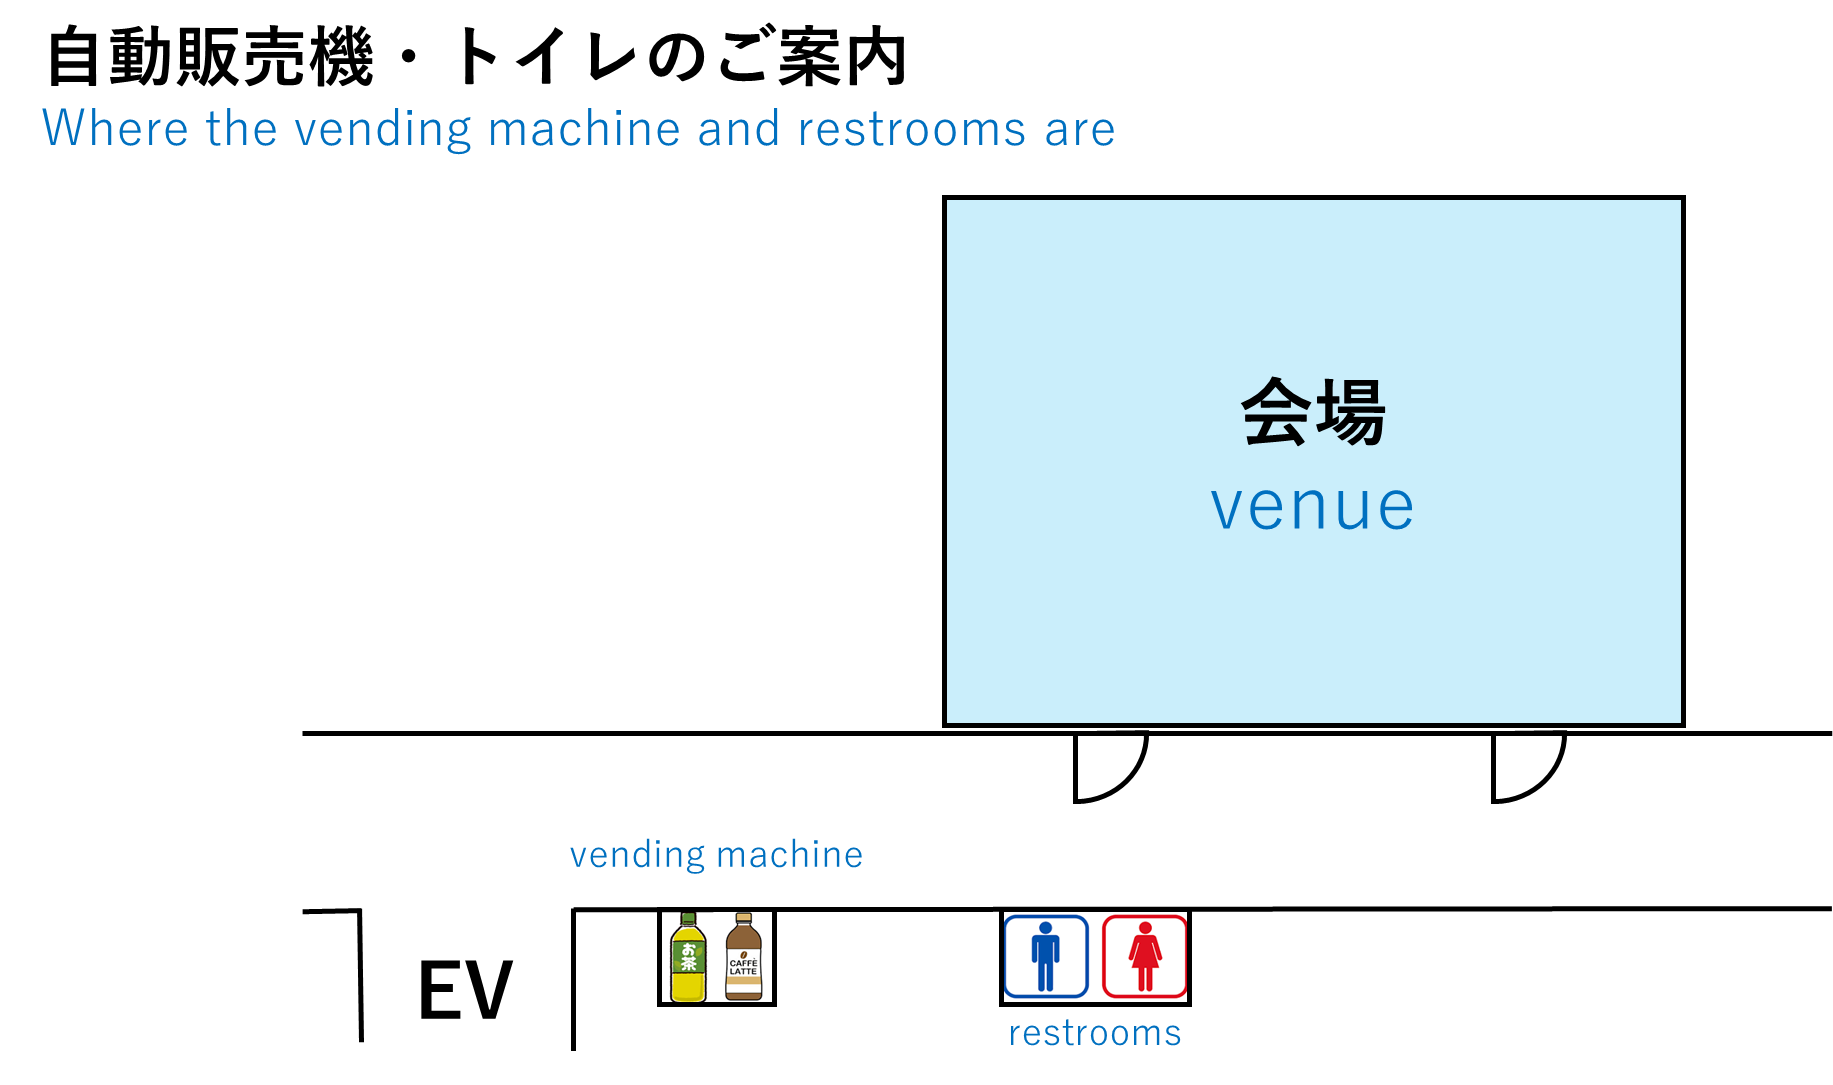 自動販売機・トイレのご案内
Where the vending machine and restrooms are
会場
venue
vending machine
EV
お茶
CAFFÈ
LATTE
restrooms